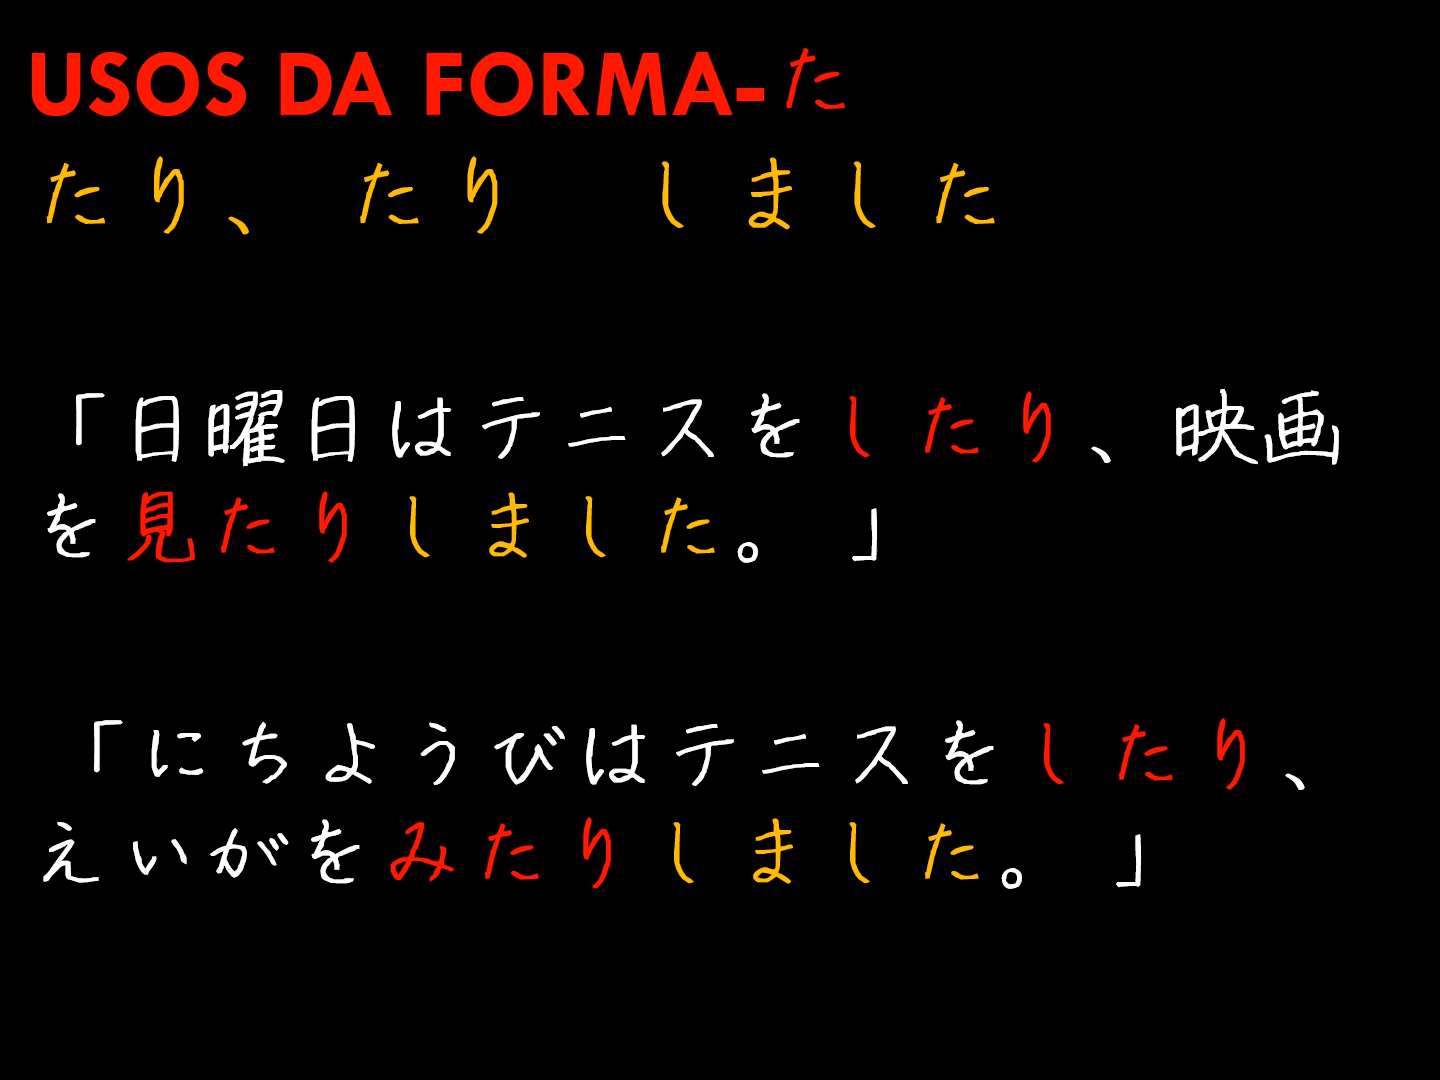 USOS DA FORMA-た
たり、 たり　しました
「日曜日はテニスをしたり、映画
を見たりしました。 」
「にちようびはテニスをしたり、
えいがをみたりしました。 」